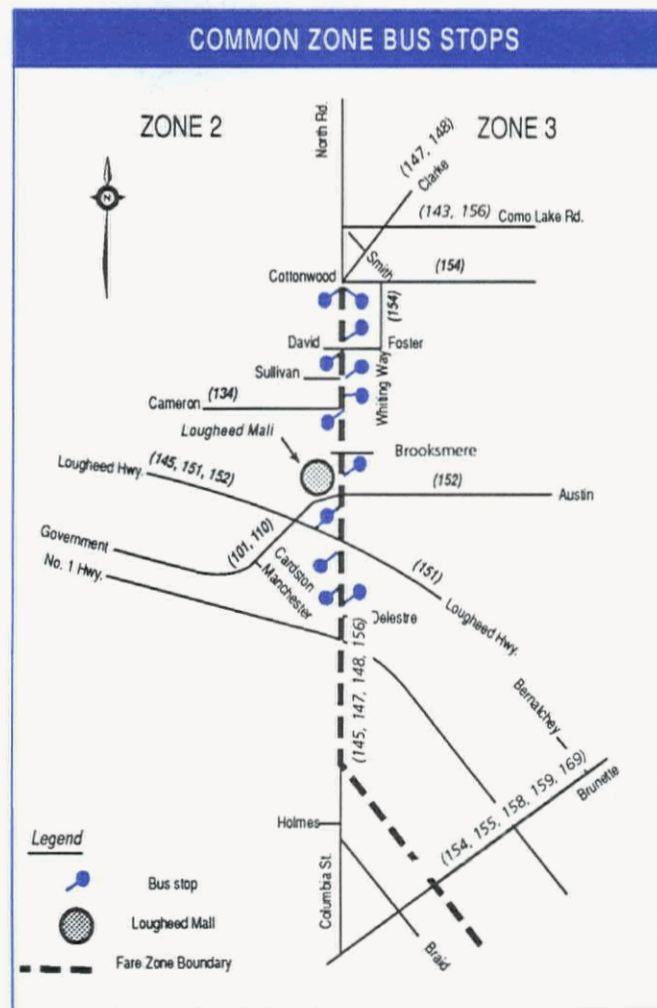 COMMON ZONE BUS STOPS
ZONE 2
ZONE 3
North Rd.
(147, 148)
Clarke
(143, 156)
Como Lake Rd.
Smith
Cottonwood
(154)
(154)
David
Foster
Sullivan
Whiting Way
(134)
Cameron
Lougheed Mall
Brooksmere
Lougheed Hwy.
(145, 151, 152)
(152)
Austin
Government
(101, 110)
No. 1 Hwy.
Cardston
Manchester
(151)
Delestre
Lougheed Hwy.
(145, 147, 148, 156)
Bernatchey
(154, 155, 158, 159, 169)
Brunette
Holmes
Columbia St.
Braid
Legend
Bus stop
Lougheed Mall
Fare Zone Boundary
N